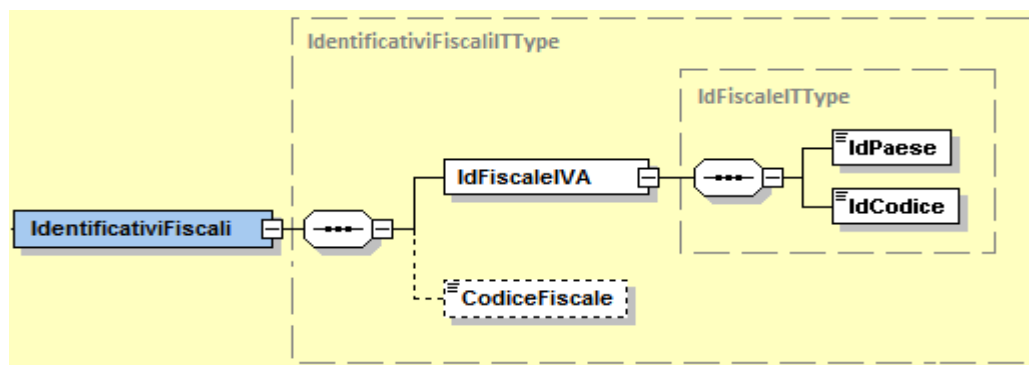 IdentificativiFiscaliITType
IdFiscaleITType
IdPaese
IdFiscaleIVA
IdCodice
IdentificativiFiscali
CodiceFiscale